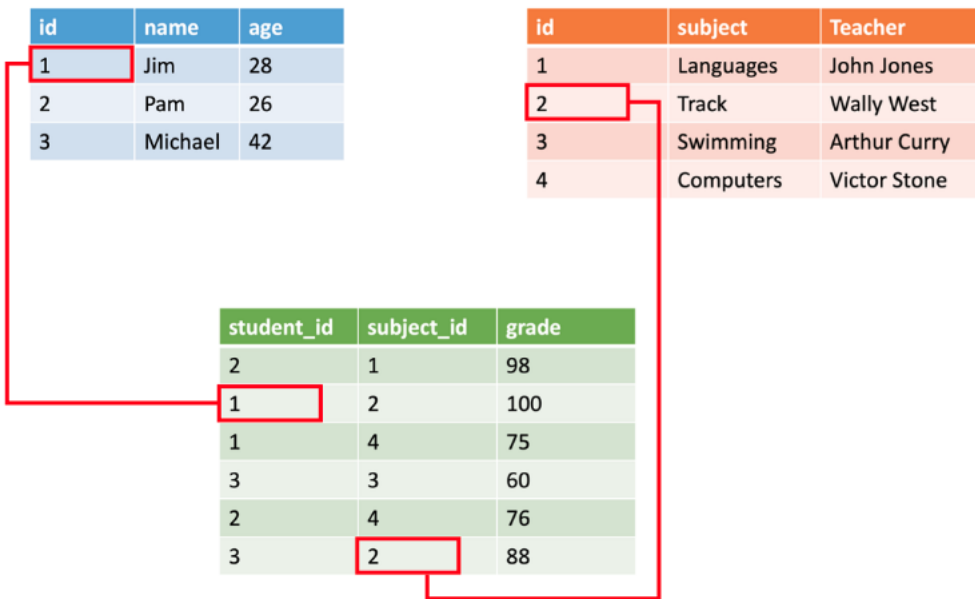 id name age
1 Jim 28
2 Pam 26
3 Michael 42
id subject Teacher
1 Languages John Jones
2 Track Wally West
3 Swimming Arthur Curry
4 Computers Victor Stone
student_id subject_id grade
2 1 98
1 2 100
1 4 75
3 3 60
2 4 76
3 2 88